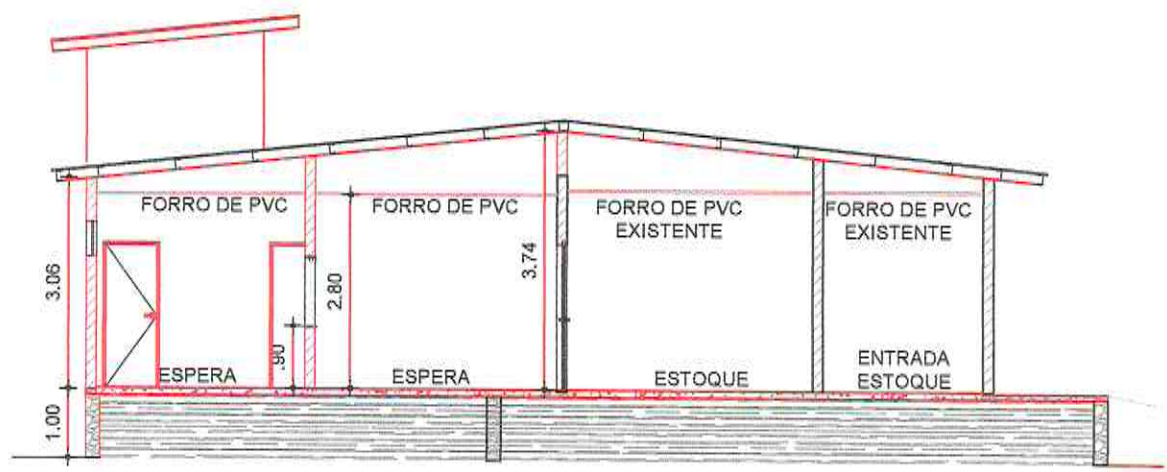 FORRO DE PVC
FORRO DE PVC
FORRO DE PVC
EXISTENTE
FORRO DE PVC
EXISTENTE
3.06
2.80
3.74
.90
ESPERA
ESPERA
ESTOQUE
ENTRADA
ESTOQUE
1.00